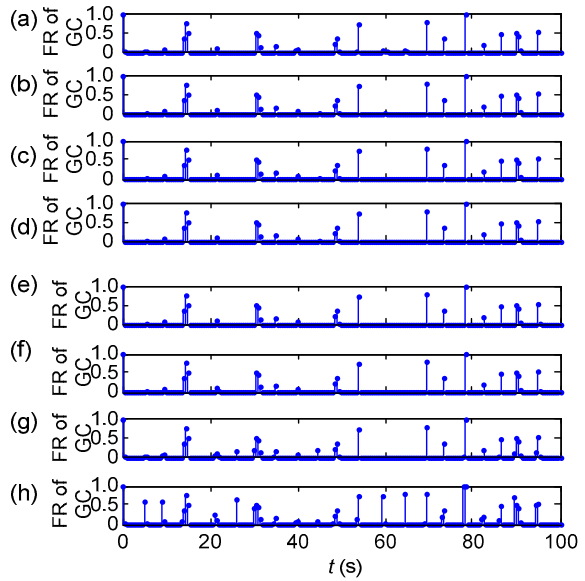 (a) FR of GC 1.0 0.5 0
(b) FR of GC 1.0 0.5 0
(c) FR of GC 1.0 0.5 0
(d) FR of GC 1.0 0.5 0
(e) FR of GC 1.0 0.5 0
(f) FR of GC 1.0 0.5 0
(g) FR of GC 1.0 0.5 0
(h) FR of GC 1.0 0.5 0
0 20 40 60 80 100
t (s)